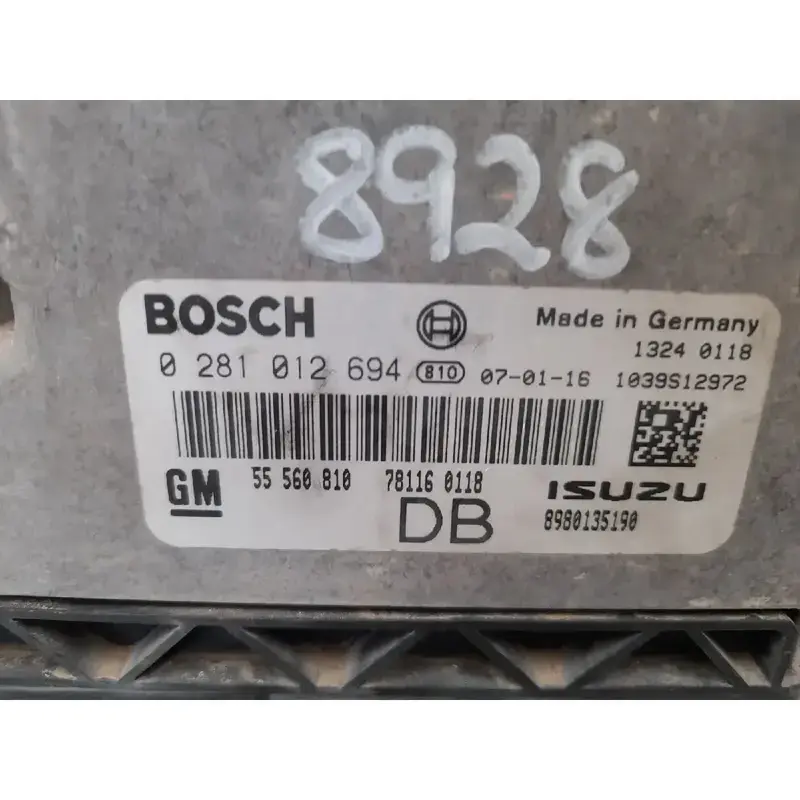 8928
BOSCH Made in Germany
1324 0118
0 281 012 694 810 07-01-16 1039S12972
GM 55 560 810 781160 0118 ISUZU
DB 8980135190